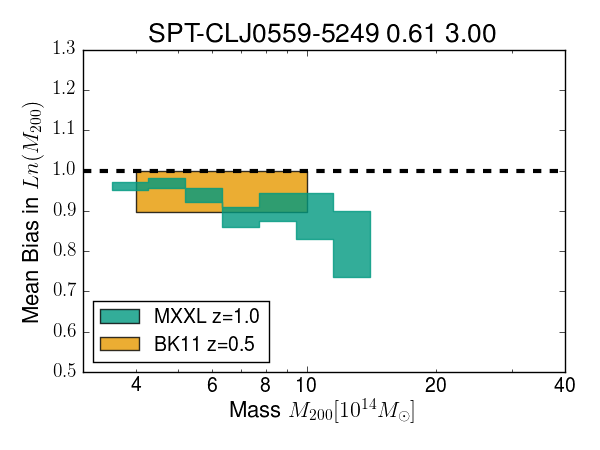 SPT-CLJ0559-5249 0.61 3.00
1.3
1.2
1.1
1.0
0.9
0.8
0.7
0.6
0.5
Mean Bias in Ln(M₂₀₀)
MXXL z=1.0
BK11 z=0.5
4 6 8 10 20 40
Mass M₂₀₀[10¹⁴M☉]